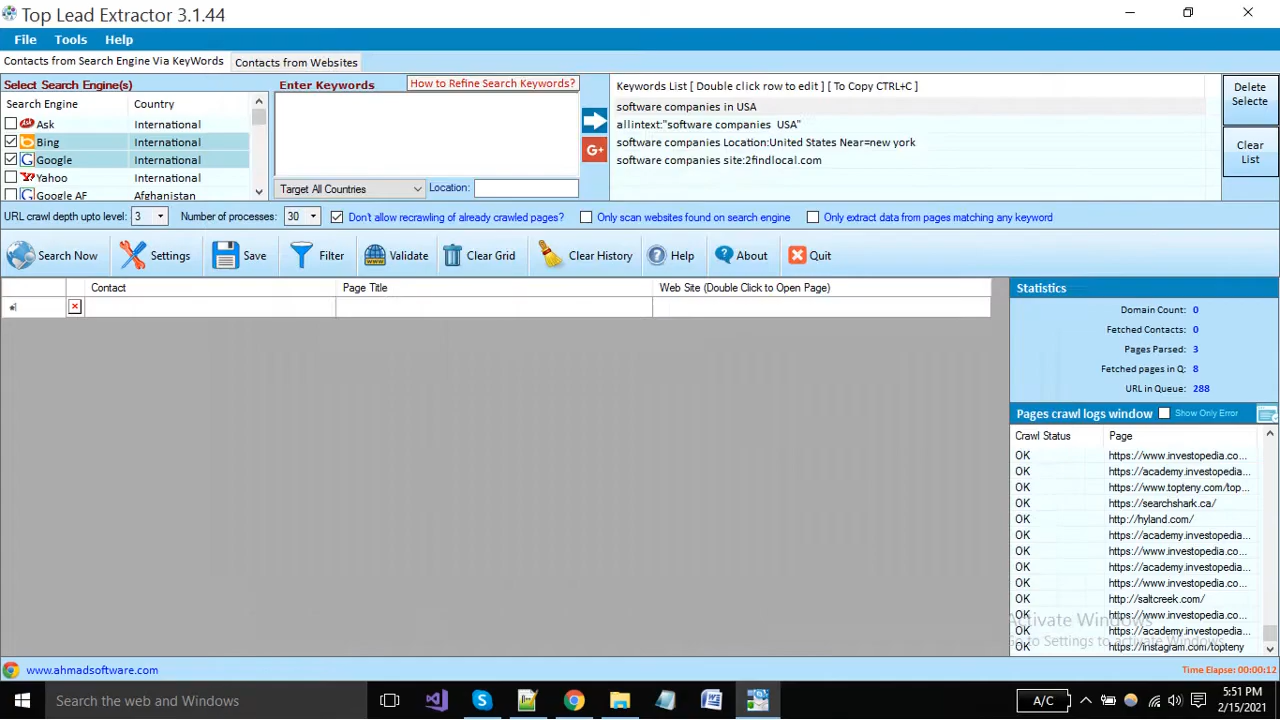 Top Lead Extractor 3.1.44
File Tools Help
Contacts from Search Engine Via KeyWords Contacts from Websites
Select Search Engine(s)
Search Engine Country
Ask International
Bing International
Google International
Yahoo International
Google AF Afghanistan
Enter Keywords How to Refine Search Keywords?
Target All Countries Location:
G+
Keywords List [ Double click row to edit ] [ To Copy CTRL+C ]
software companies in USA
allintext:"software companies USA"
software companies Location:United States Near=new york
software companies site:2findlocal.com
Delete
Selecte
Clear
List
URL crawl depth upto level: 3 Number of processes: 30 Don't allow recrawling of already crawled pages? Only scan websites found on search engine Only extract data from pages matching any keyword
Search Now Settings Save Filter Validate Clear Grid Clear History Help About Quit
Contact Page Title Web Site (Double Click to Open Page)
Statistics
Domain Count: 0
Fetched Contacts: 0
Pages Parsed: 3
Fetched pages in Q: 8
URL in Queue: 288
Pages crawl logs window Show Only Error
Crawl Status Page
OK https://www.investopedia.co...
OK https://academy.investopedia...
OK https://www.topteny.com/top...
OK https://searchshark.ca/
OK http://hyland.com/
OK https://academy.investopedia...
OK https://www.investopedia.co...
OK https://academy.investopedia...
OK https://www.investopedia.co...
OK http://saltcreek.com/
OK https://www.investopedia.co...
OK https://academy.investopedia...
OK https://instagram.com/topteny
Activate Windows
Go to Settings to activate Windows.
www.ahmadsoftware.com
Time Elapse: 00:00:12
Search the web and Windows
A/C
5:51 PM
2/15/2021